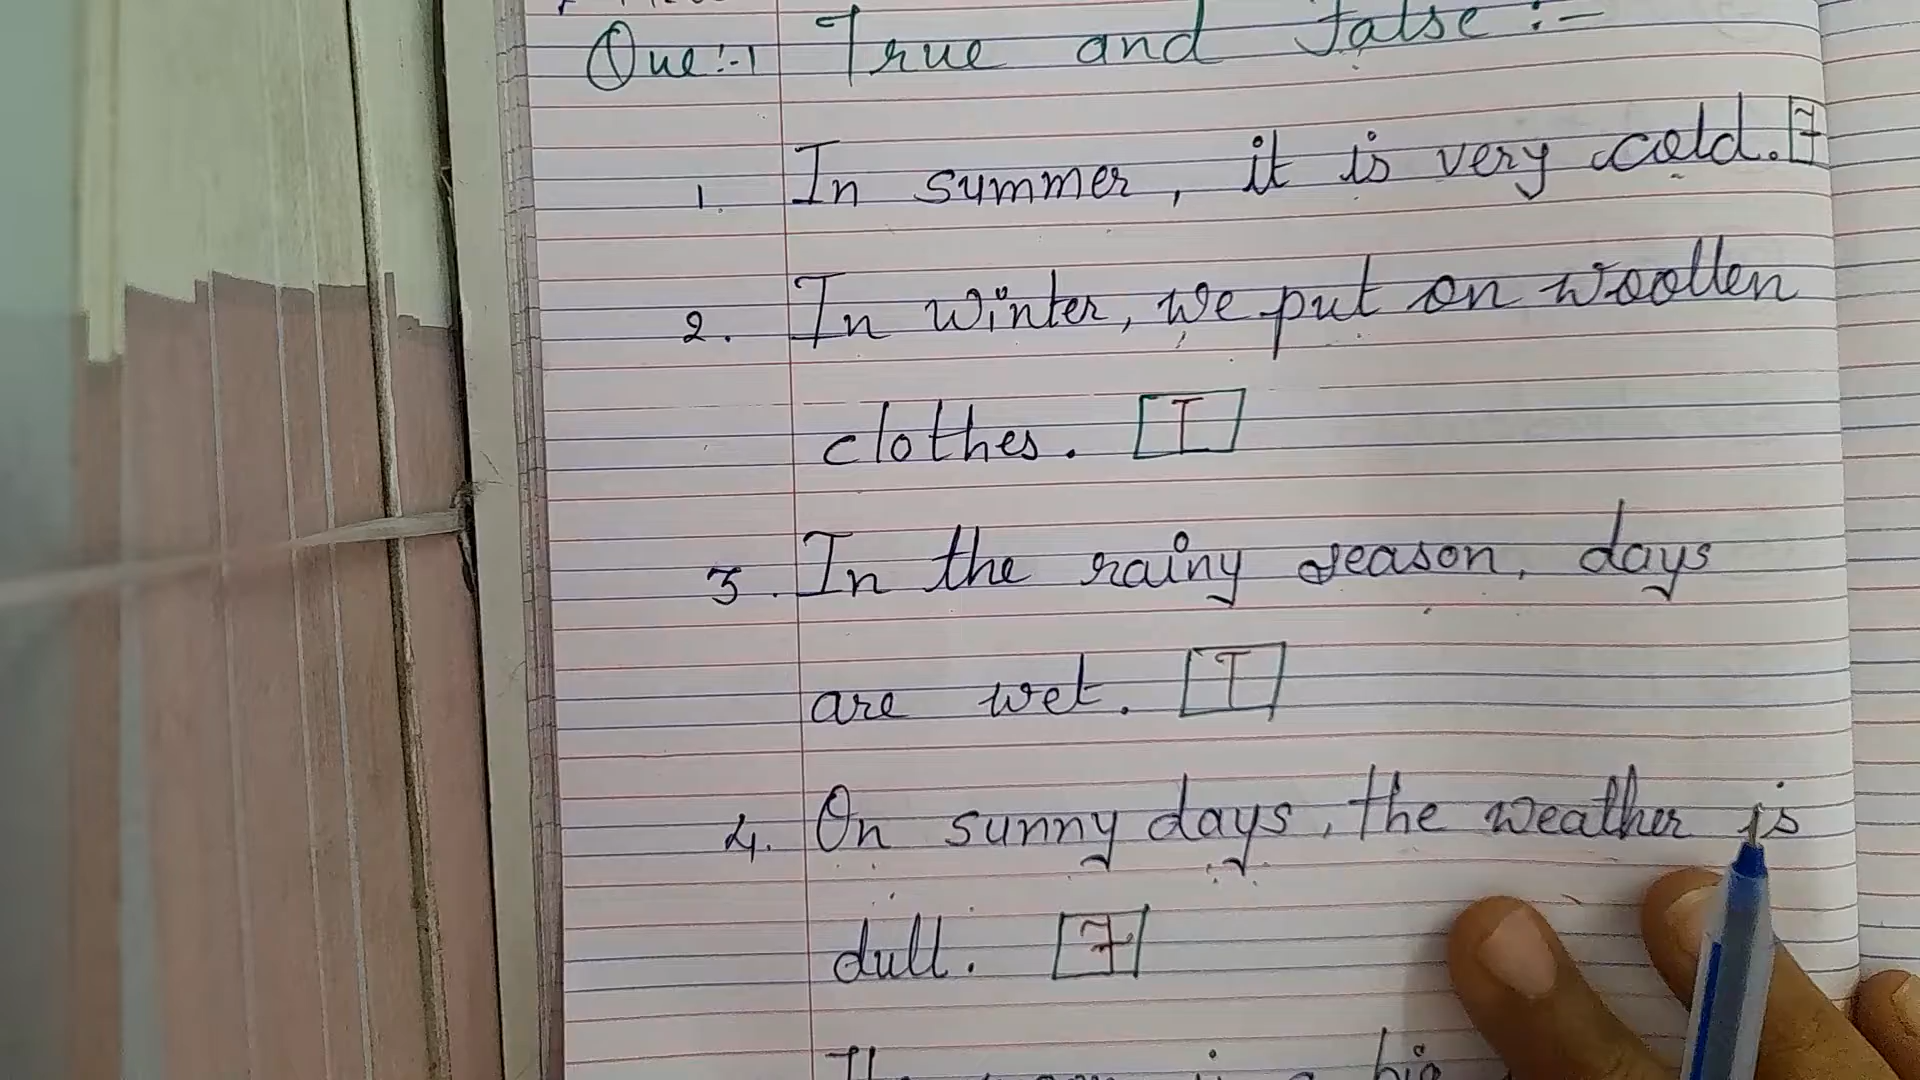 Que:-1 True and False :-
1. In summer, it is very cold. F
2. In winter, we put on woollen
clothes. T
3. In the rainy season, days
are wet. T
4. On sunny days, the weather is
dull. F